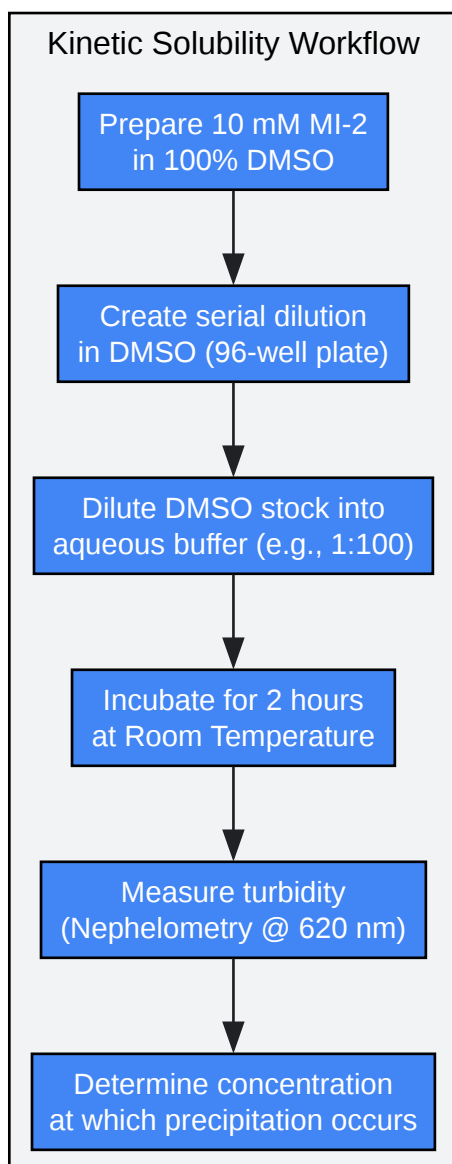 Kinetic Solubility Workflow
Prepare 10 mM MI-2
in 100% DMSO
Create serial dilution
in DMSO (96-well plate)
Dilute DMSO stock into
aqueous buffer (e.g., 1:100)
Incubate for 2 hours
at Room Temperature
Measure turbidity
(Nephelometry @ 620 nm)
Determine concentration
at which precipitation occurs